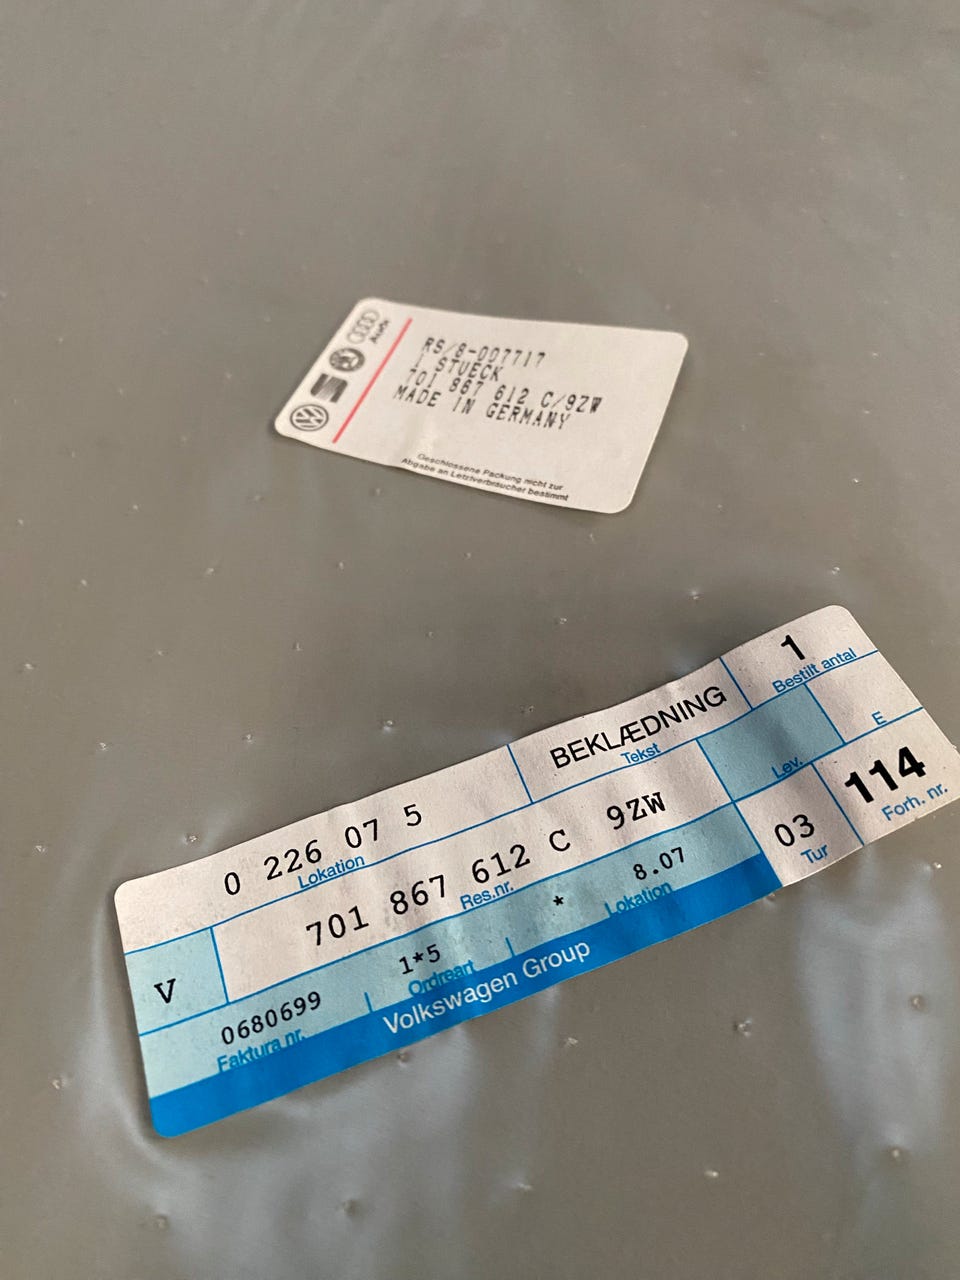 Audi
RS/8-007717
1 STUECK
701 867 612 C/9ZW
MADE IN GERMANY
Geschlossene Packung nicht zur
Abgabe an Letztverbraucher bestimmt
0 226 07 5
Lokation
BEKLÆDNING
Tekst
1
Bestilt antal
V
701 867 612 C 9ZW
Res.nr.
Lev.
E
0680699
Faktura nr.
1*5
Ordreart
*
8.07
Lokation
03
Tur
114
Forh. nr.
Volkswagen Group